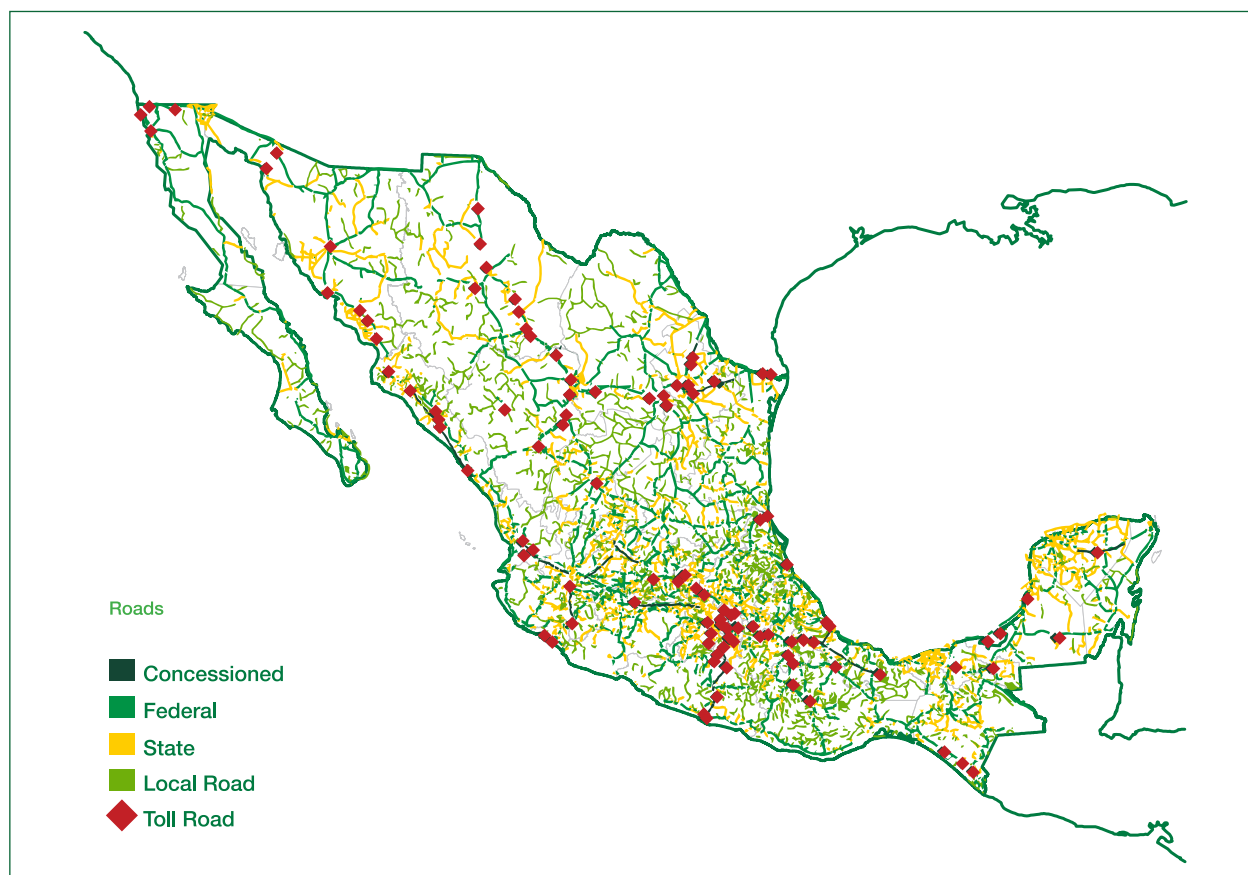 Roads
Concessioned
Federal
State
Local Road
Toll Road